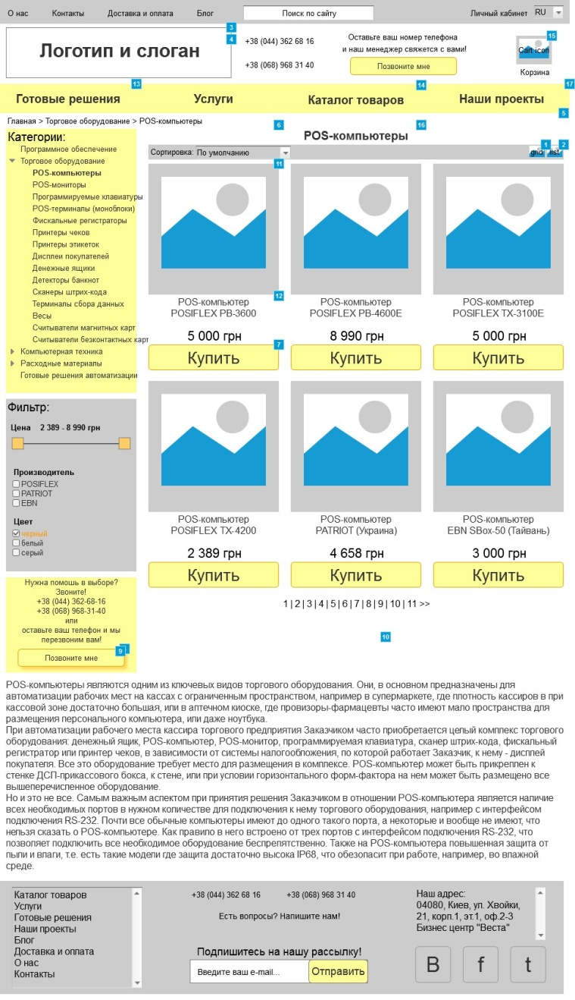 О нас Контакты Доставка и оплата Блог Поиск по сайту Личный кабинет RU
3
4
15
Логотип и слоган
+38 (044) 362 68 16
+38 (068) 968 31 40
Оставьте ваш номер телефона
и наш менеджер свяжется с вами!
Позвоните мне
Cart icon
Корзина
13 14 17
Готовые решения Услуги Каталог товаров Наши проекты
5
Главная > Торговое оборудование > POS-компьютеры
6 16
Категории:
Программное обеспечение
Торговое оборудование
POS-компьютеры
POS-мониторы
Программируемые клавиатуры
POS-терминалы (моноблоки)
Фискальные регистраторы
Принтеры чеков
Принтеры этикеток
Дисплеи покупателей
Денежные ящики
Детекторы банкнот
Сканеры штрих-кода
Терминалы сбора данных
Весы
Считыватели магнитных карт
Считыватели безконтактных карт
Компьютерная техника
Расходные материалы
Готовые решения автоматизации
Фильтр:
Цена 2 389 - 8 990 грн
Производитель
POSIFLEX
PATRIOT
EBN
Цвет
черный
белый
серый
Нужна помошь в выборе?
Звоните!
+38 (044) 362-68-16
+38 (068) 968-31-40
или
оставьте ваш телефон и мы
перезвоним вам!
Позвоните мне
9
POS-компьютеры
Сортировка: По умолчанию grid list
1 2
11
POS-компьютер POS-компьютер POS-компьютер
POSIFLEX PB-3600 POSIFLEX PB-4600E POSIFLEX TX-3100E
12
5 000 грн 8 990 грн 5 000 грн
Купить Купить Купить
7
POS-компьютер POS-компьютер POS-компьютер
POSIFLEX TX-4200 PATRIOT (Украина) EBN SBox-50 (Тайвань)
2 389 грн 4 658 грн 3 000 грн
Купить Купить Купить
1 | 2 | 3 | 4 | 5 | 6 | 7 | 8 | 9 | 10 | 11 >>
10
POS-компьютеры являются одним из ключевых видов торгового оборудования. Они, в основном предназначены для
автоматизации рабочих мест на кассах с ограниченным пространством, например в супермаркете, где плотность кассиров в при
кассовой зоне достаточно большая, или в аптечном киоске, где провизоры-фармацевты часто имеют мало пространства для
размещения персонального компьютера, или даже ноутбука.
При автоматизации рабочего места кассира торгового предприятия Заказчиком часто приобретается целый комплекс торгового
оборудования: денежный ящик, POS-компьютер, POS-монитор, программируемая клавиатура, сканер штрих-кода, фискальный
регистратор или принтер чеков, в зависимости от системы налогообложения, по которой работает Заказчик, к нему - дисплей
покупателя. Все это оборудование требует место для размещения в комплексе. POS-компьютер может быть прикреплен к
стенке ДСП-прикассового бокса, к стене, или при условии горизонтального форм-фактора на нем может быть размещено все
вышеперечисленное оборудование.
Но и это не все. Самым важным аспектом при принятия решения Заказчиком в отношении POS-компьютера является наличие
всех необходимых портов в нужном количестве для подключения к нему торгового оборудования, например с интерфейсом
подключения RS-232. Почти все обычные компьютеры имеют до одного такого порта, а некоторые и вообще не имеют, что
нельзя сказать о POS-компьютере. Как правило в него встроено от трех портов с интерфейсом подключения RS-232, что
позволяет подключить все необходимое оборудование беспрепятственно. Также на POS-компьютера повышенная защита от
пыли и влаги, т.е. есть такие модели где защита достаточно высока IP68, что обезопасит при работе, например, во влажной
среде.
Каталог товаров
Услуги
Готовые решения
Наши проекты
Блог
Доставка и оплата
О нас
Контакты
+38 (044) 362 68 16 +38 (068) 968 31 40
Есть вопросы? Напишите нам!
Подпишитесь на нашу рассылку!
Введите ваш e-mail... Отправить
Наш адрес:
04080, Киев, ул. Хвойки,
21, корп.1, эт.1, оф.2-3
Бизнес центр "Веста"
B f t